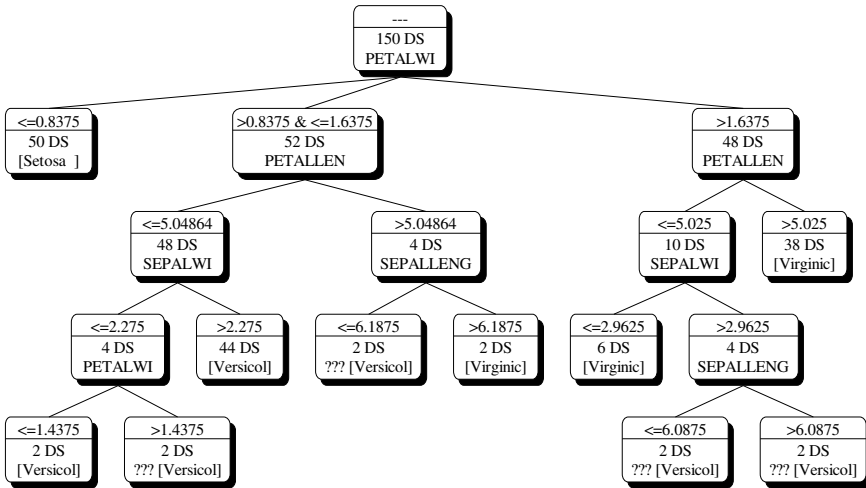 ---
150 DS
PETALWI
<=0.8375
50 DS
[Setosa  ]
>0.8375 & <=1.6375
52 DS
PETALLEN
>1.6375
48 DS
PETALLEN
<=5.04864
48 DS
SEPALWI
>5.04864
4 DS
SEPALLENG
<=5.025
10 DS
SEPALWI
>5.025
38 DS
[Virginic]
<=2.275
4 DS
PETALWI
>2.275
44 DS
[Versicol]
<=6.1875
2 DS
??? [Versicol]
>6.1875
2 DS
[Virginic]
<=2.9625
6 DS
[Virginic]
>2.9625
4 DS
SEPALLENG
<=1.4375
2 DS
[Versicol]
>1.4375
2 DS
??? [Versicol]
<=6.0875
2 DS
??? [Versicol]
>6.0875
2 DS
??? [Versicol]